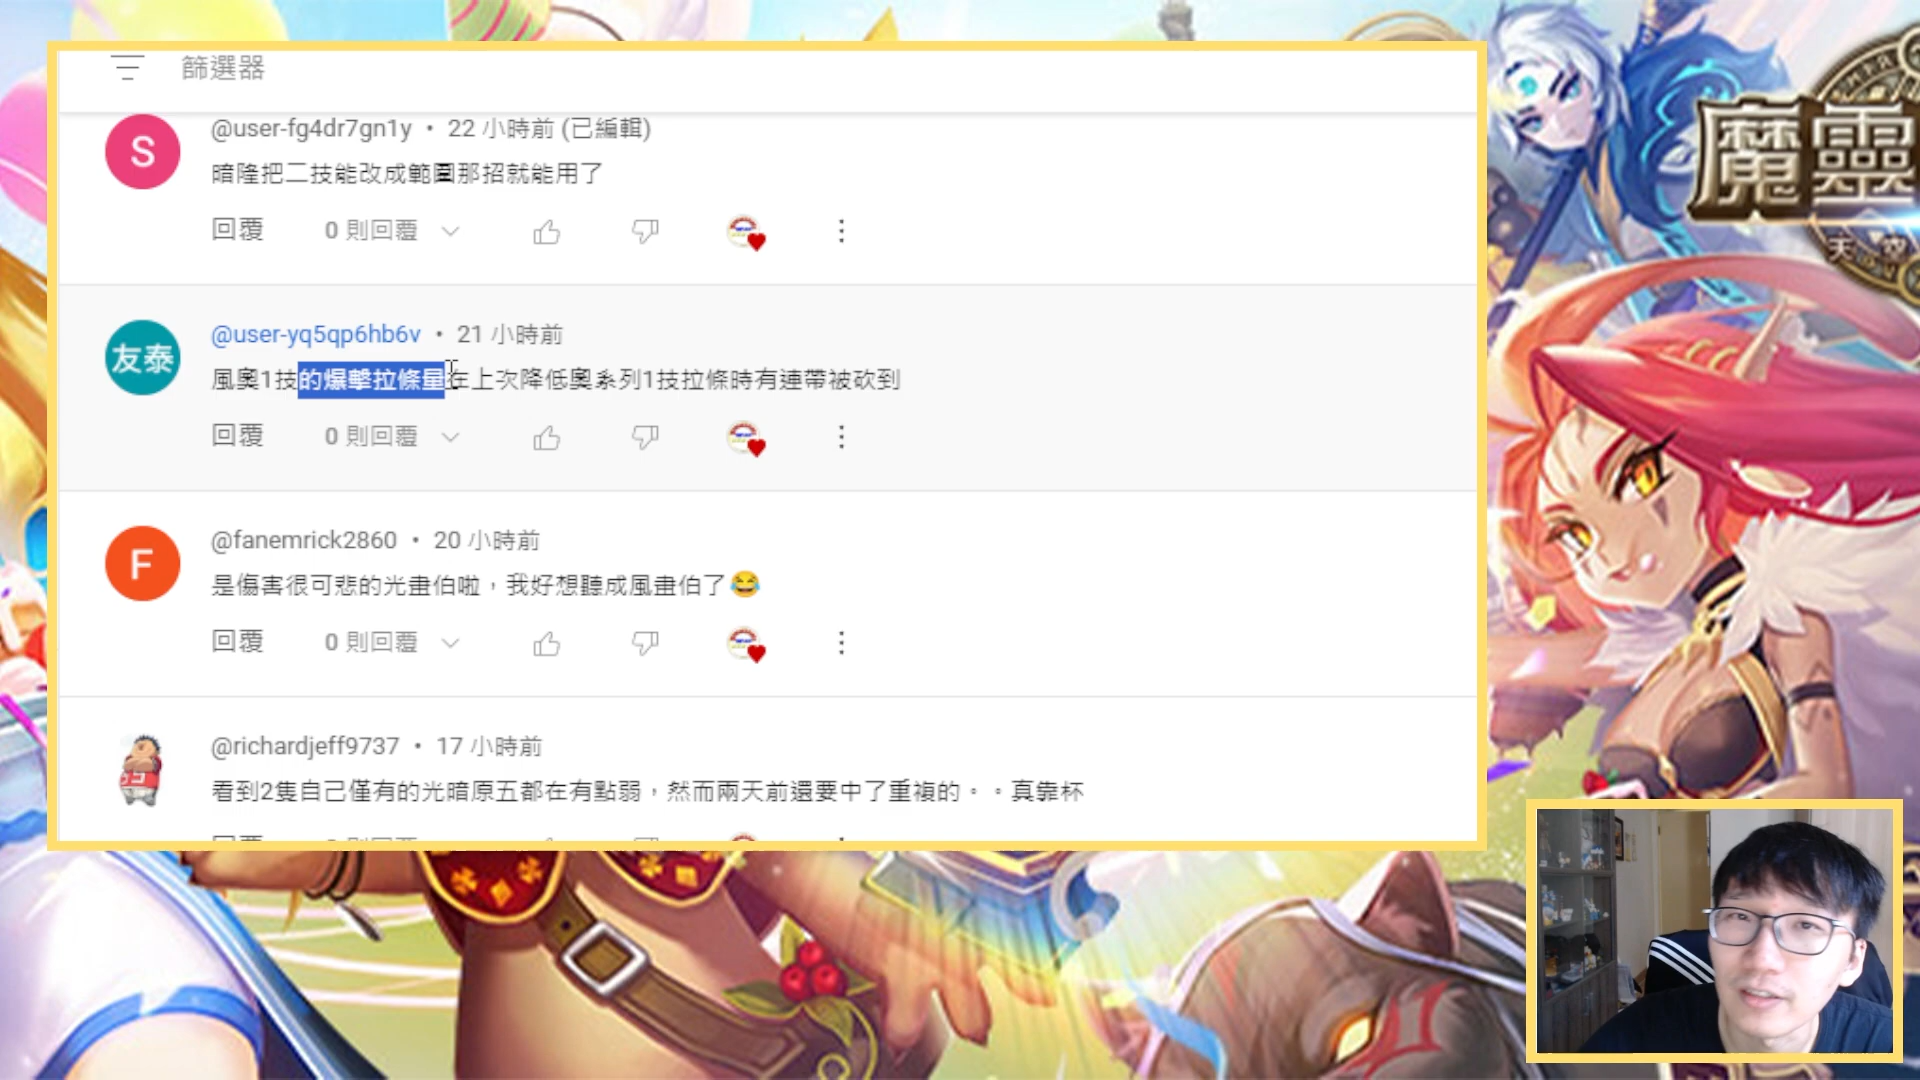 篩選器
@user-fg4dr7gn1y • 22 小時前 (已編輯)
S
暗隆把二技能改成範圍那招就能用了
回覆 0 則回覆
@user-yq5qp6hb6v • 21 小時前
友泰
風奧1技的爆擊拉條量在上次降低奧系列1技拉條時有連帶被砍到
回覆 0 則回覆
@fanemrick2860 • 20 小時前
F
是傷害很可悲的光盡伯啦，我好想聽成風盡伯了😂
回覆 0 則回覆
@richardjeff9737 • 17 小時前
看到2隻自己僅有的光暗原五都在有點弱，然而兩天前還要中了重複的。。真靠杯
魔靈
天空